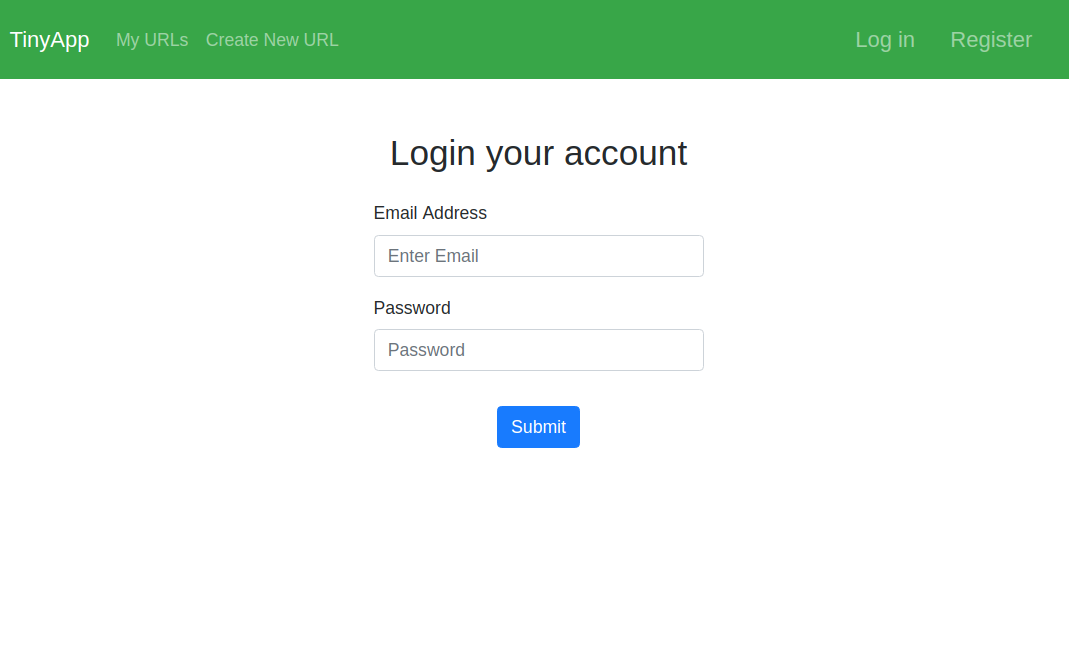 TinyApp My URLs Create New URL Log in Register
Login your account
Email Address
Enter Email
Password
Password
Submit